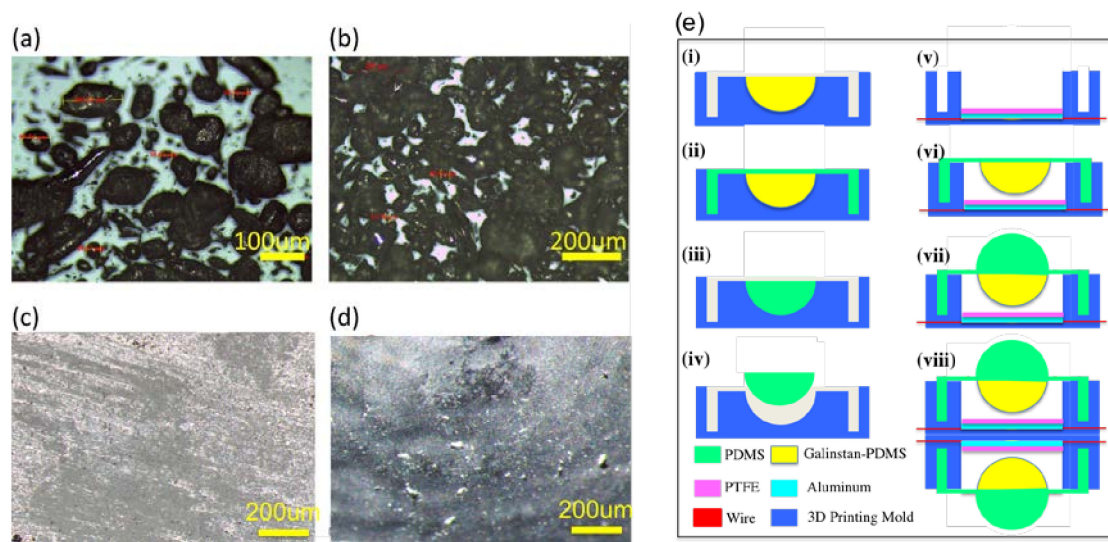 (a)
(b)
(e)
100um
200um
(c)
(d)
200um
200um
(i)
(v)
(ii)
(vi)
(iii)
(vii)
(iv)
(viii)
PDMS
Galinstan-PDMS
PTFE
Aluminum
Wire
3D Printing Mold